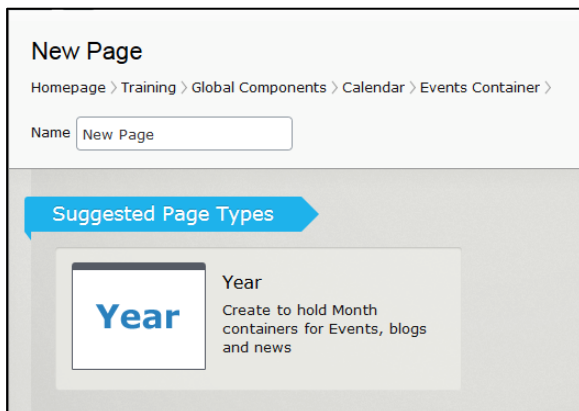 New Page
Homepage > Training > Global Components > Calendar > Events Container >
Name New Page
Suggested Page Types
Year
Year
Create to hold Month
containers for Events, blogs
and news